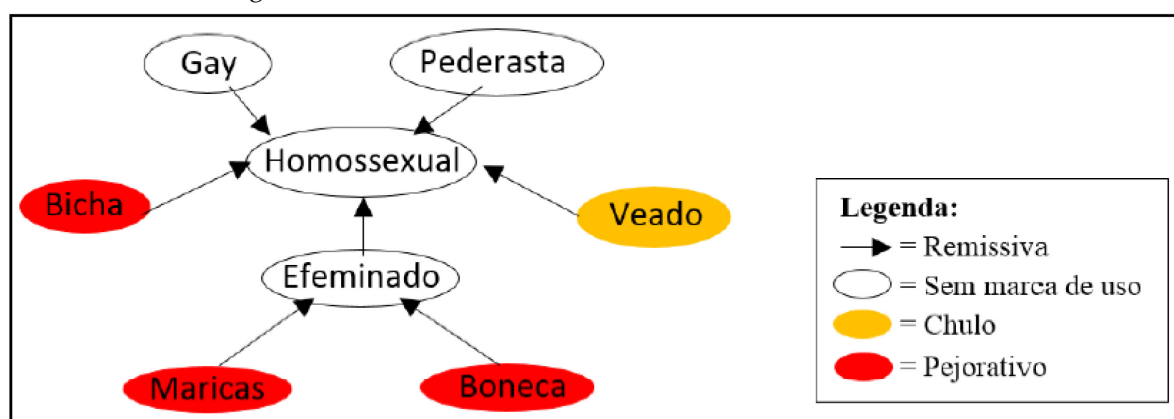 Gay
Pederasta
Homossexual
Bicha
Veado
Efeminado
Maricas
Boneca
Legenda:
= Remissiva
= Sem marca de uso
= Chulo
= Pejorativo